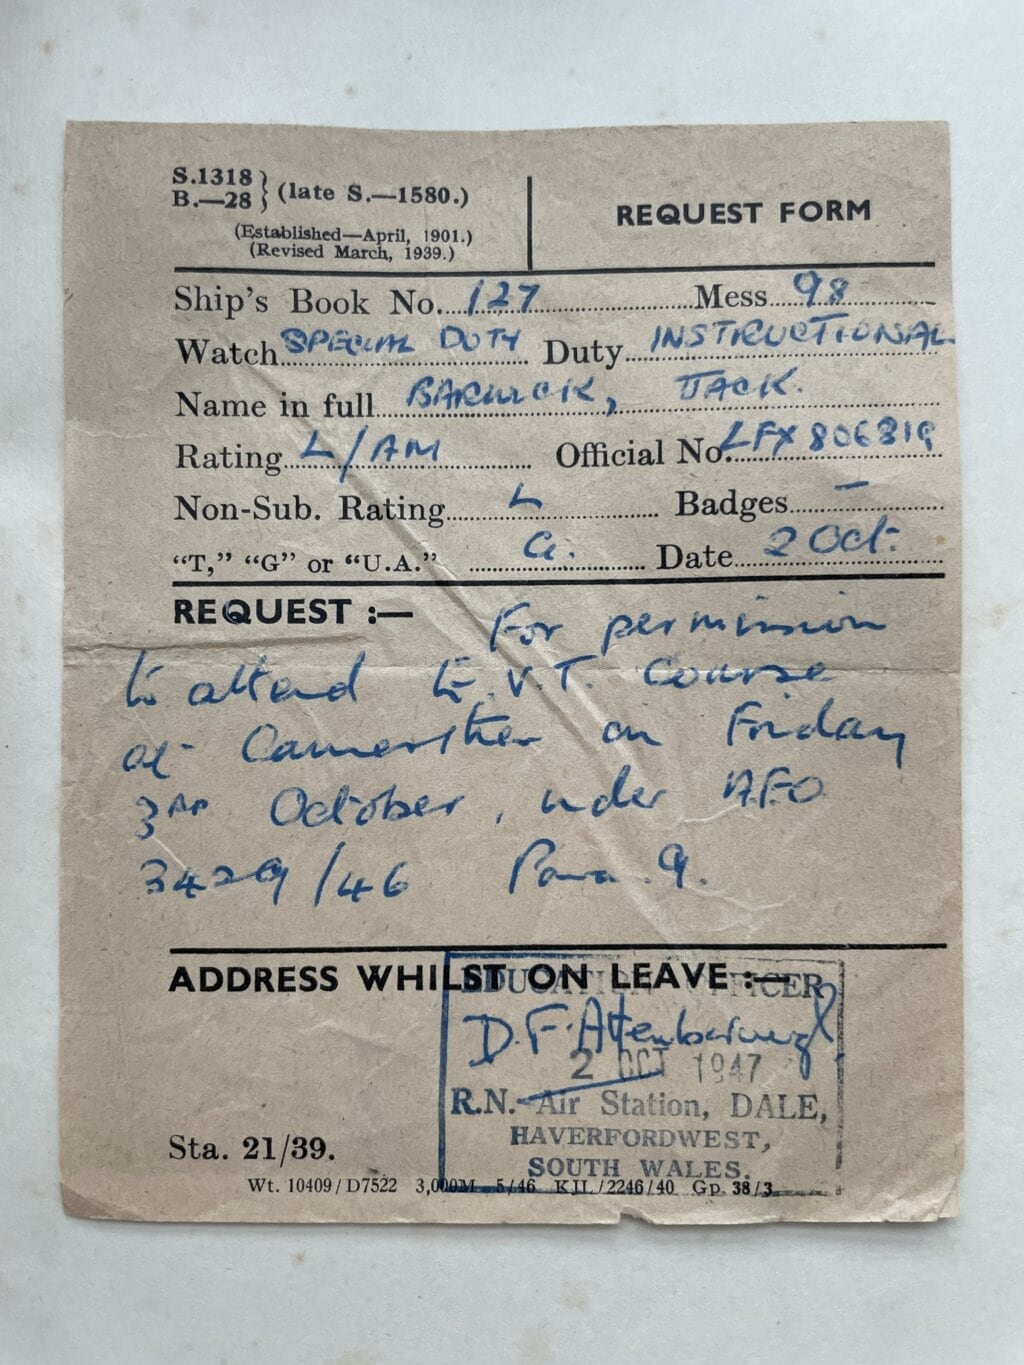 S.1318
B.—28 } (late S.—1580.)
(Established—April, 1901.)
(Revised March, 1939.)
REQUEST FORM
Ship's Book No. 127 Mess 98
Watch SPECIAL DUTY Duty INSTRUCTIONAL
Name in full BARWICK, JACK.
Rating L/AM Official No. LFX 806319
Non-Sub. Rating L Badges —
"T," "G" or "U.A." G. Date 2 Oct.
REQUEST :— For permission
to attend E.V.T. Course
at Camerther on Friday
3RD October, under A.F.O.
3429/46 Para. 9.
ADDRESS WHILST ON LEAVE :—
EDUCATION OFFICER
D. F. Attenborough
2 OCT 1947
R.N. Air Station, DALE,
HAVERFORDWEST,
SOUTH WALES.
Sta. 21/39.
Wt. 10409/D7522 3,000M 5/46 KJL/2246/40 Gp. 38/3